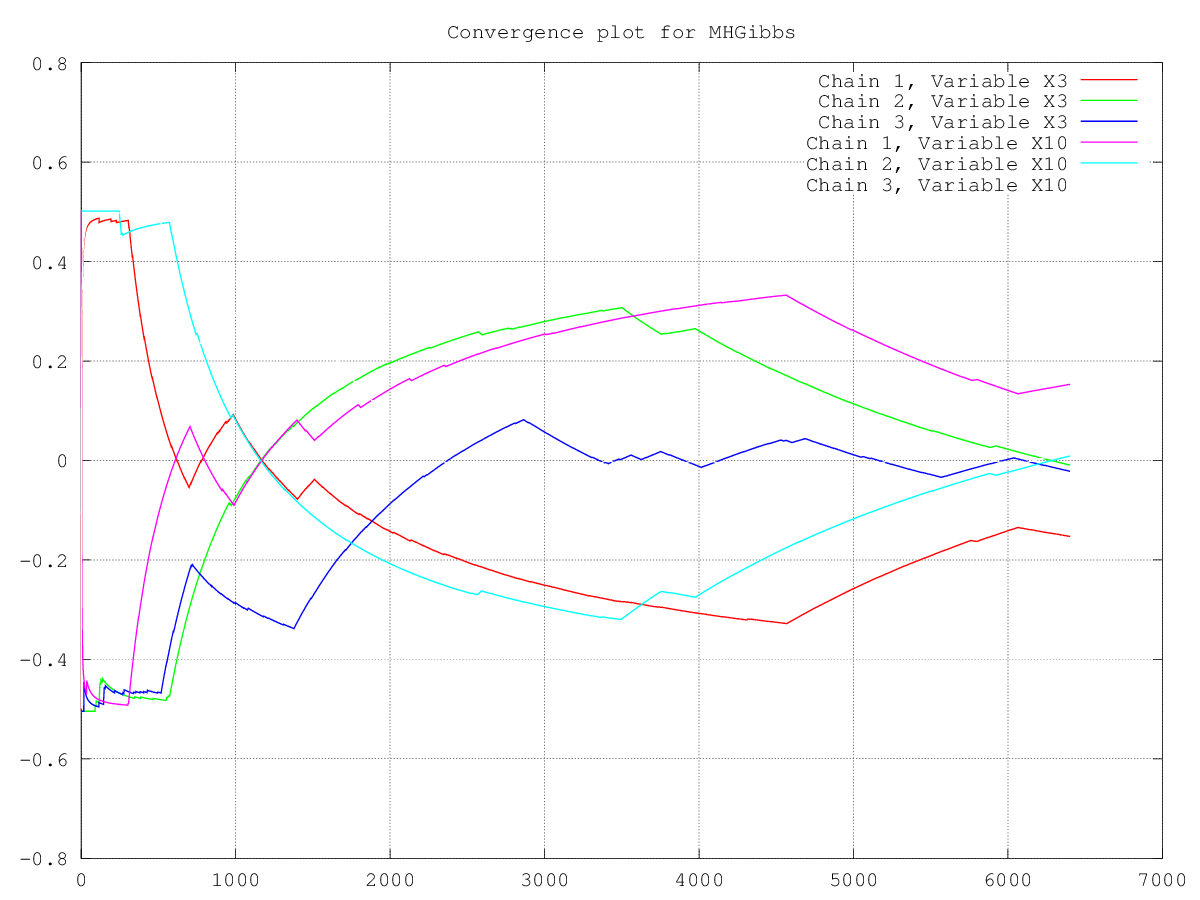 Convergence plot for MHGibbs
0.8
Chain 1, Variable X3
Chain 2, Variable X3
Chain 3, Variable X3
Chain 1, Variable X10
Chain 2, Variable X10
Chain 3, Variable X10
0.6
0.4
0.2
0
-0.2
-0.4
-0.6
-0.8
0 1000 2000 3000 4000 5000 6000 7000